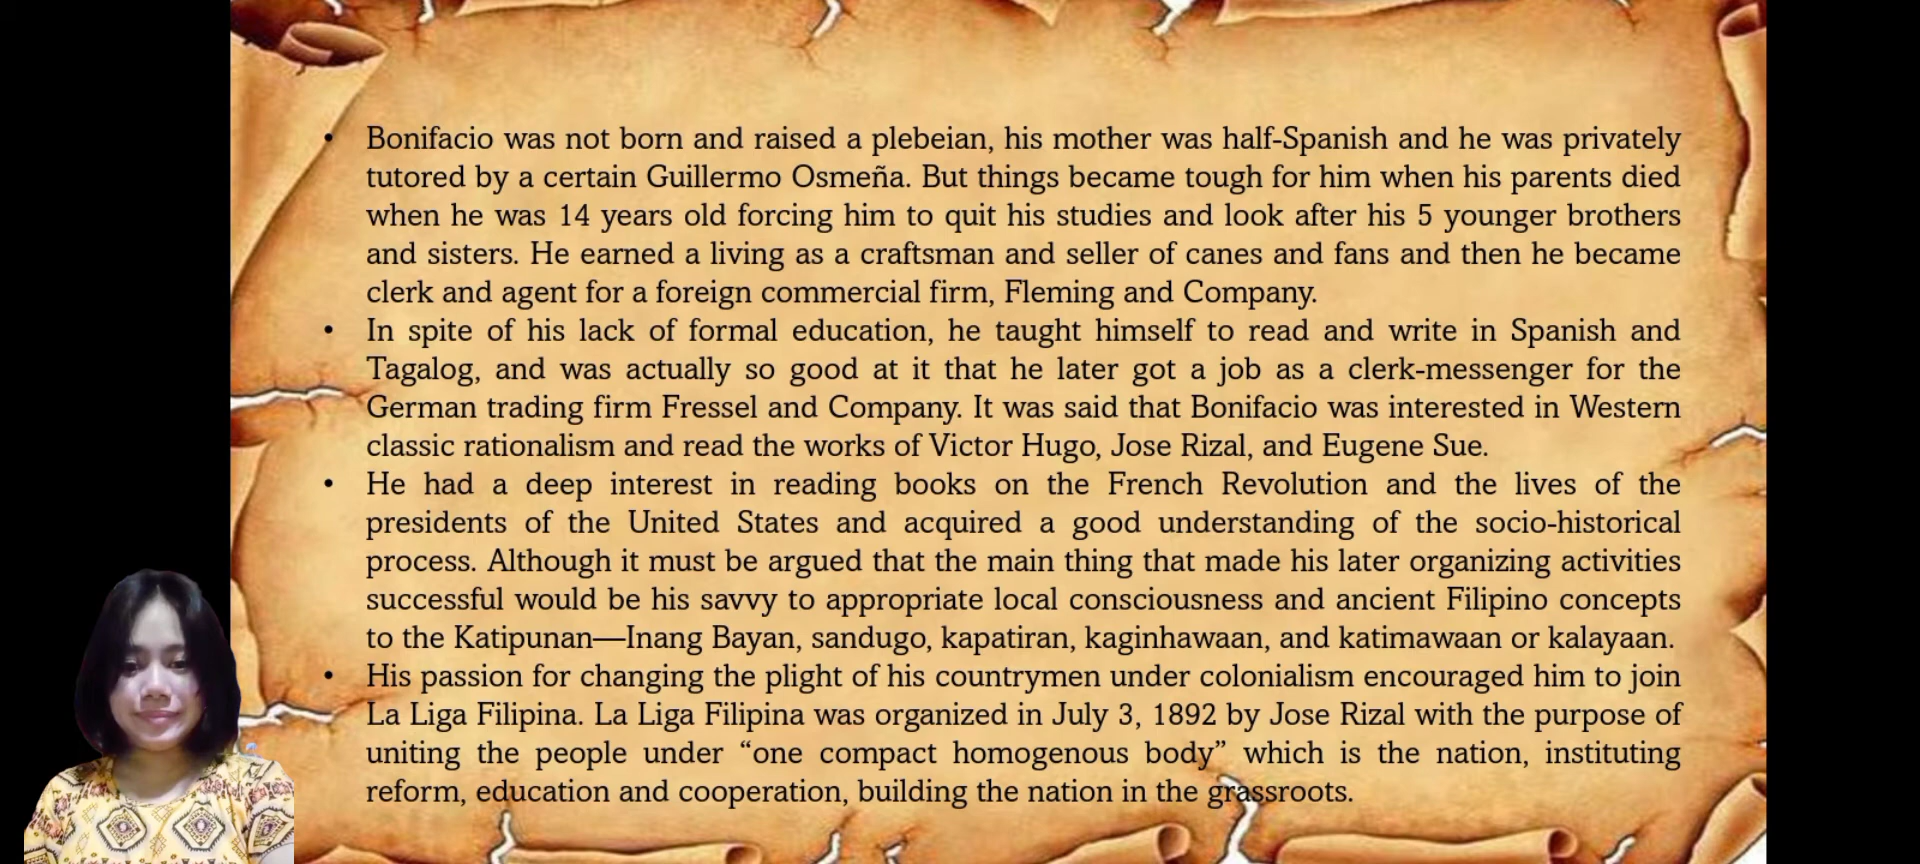 • Bonifacio was not born and raised a plebeian, his mother was half-Spanish and he was privately
tutored by a certain Guillermo Osmeña. But things became tough for him when his parents died
when he was 14 years old forcing him to quit his studies and look after his 5 younger brothers
and sisters. He earned a living as a craftsman and seller of canes and fans and then he became
clerk and agent for a foreign commercial firm, Fleming and Company.
• In spite of his lack of formal education, he taught himself to read and write in Spanish and
Tagalog, and was actually so good at it that he later got a job as a clerk-messenger for the
German trading firm Fressel and Company. It was said that Bonifacio was interested in Western
classic rationalism and read the works of Victor Hugo, Jose Rizal, and Eugene Sue.
• He had a deep interest in reading books on the French Revolution and the lives of the
presidents of the United States and acquired a good understanding of the socio-historical
process. Although it must be argued that the main thing that made his later organizing activities
successful would be his savvy to appropriate local consciousness and ancient Filipino concepts
to the Katipunan—Inang Bayan, sandugo, kapatiran, kaginhawaan, and katimawaan or kalayaan.
• His passion for changing the plight of his countrymen under colonialism encouraged him to join
La Liga Filipina. La Liga Filipina was organized in July 3, 1892 by Jose Rizal with the purpose of
uniting the people under “one compact homogenous body” which is the nation, instituting
reform, education and cooperation, building the nation in the grassroots.